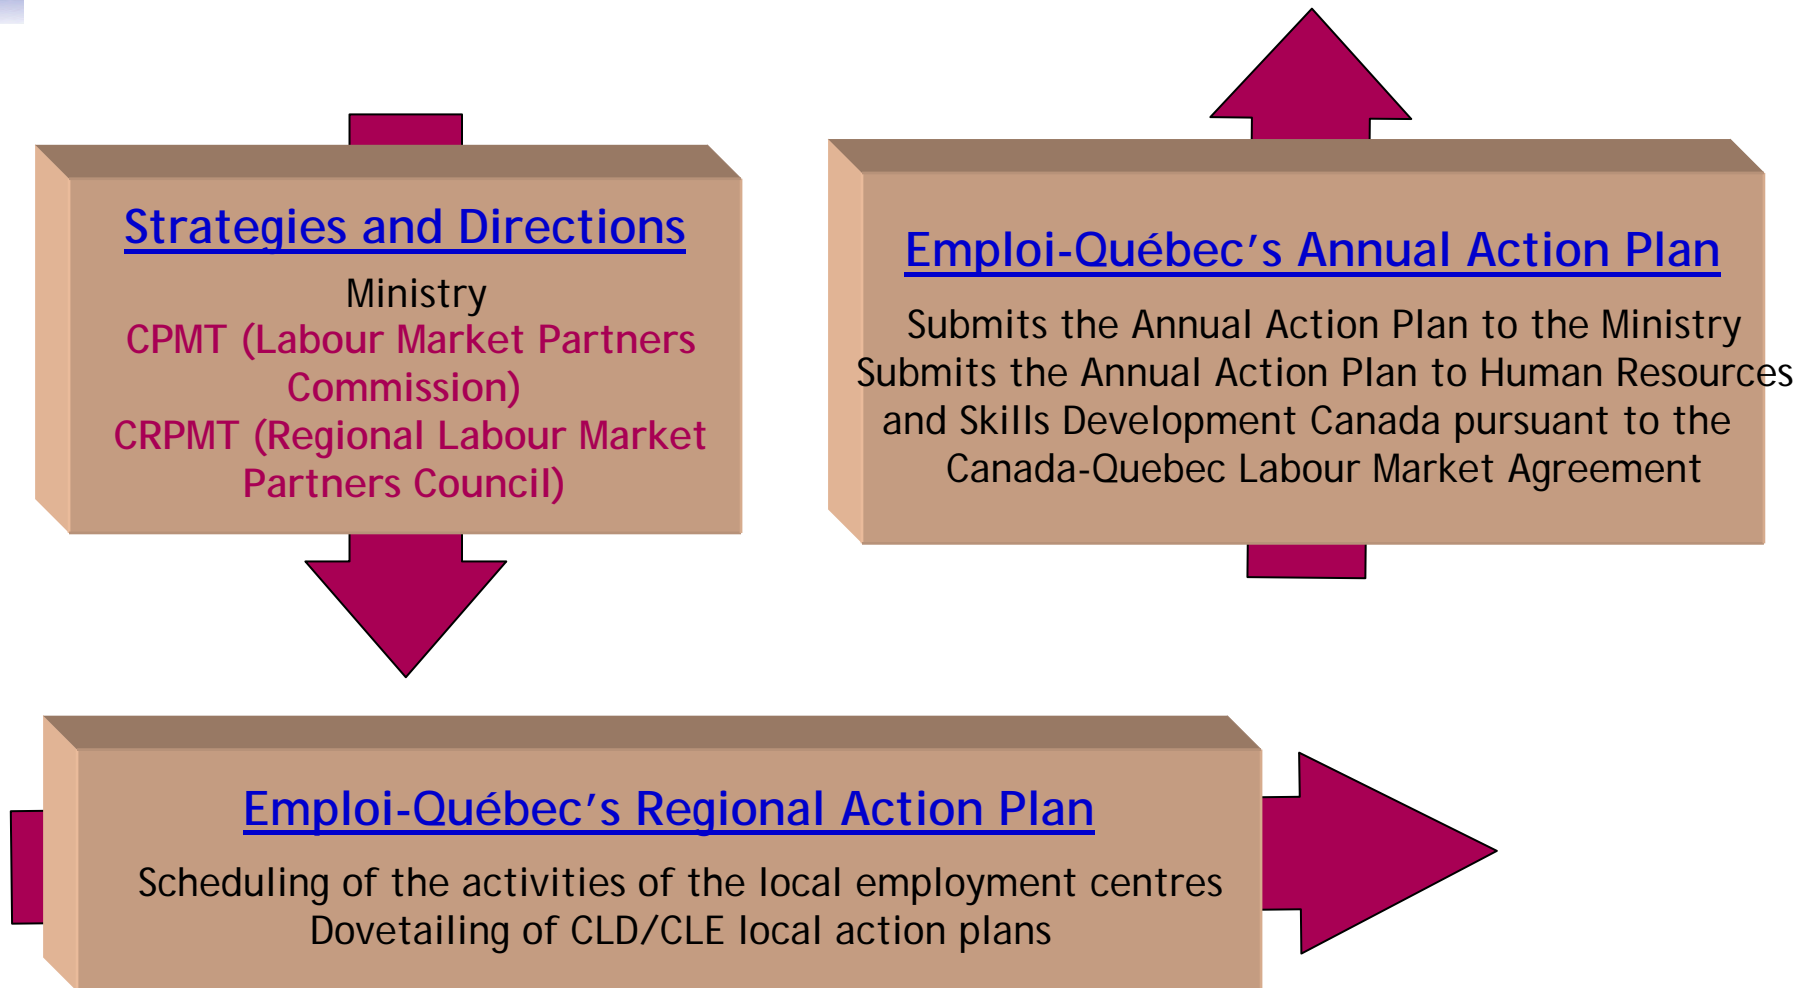 Strategies and Directions
Ministry
CPMT (Labour Market Partners
Commission)
CRPMT (Regional Labour Market
Partners Council)
Emploi-Québec’s Annual Action Plan
Submits the Annual Action Plan to the Ministry
Submits the Annual Action Plan to Human Resources
and Skills Development Canada pursuant to the
Canada-Quebec Labour Market Agreement
Emploi-Québec’s Regional Action Plan
Scheduling of the activities of the local employment centres
Dovetailing of CLD/CLE local action plans